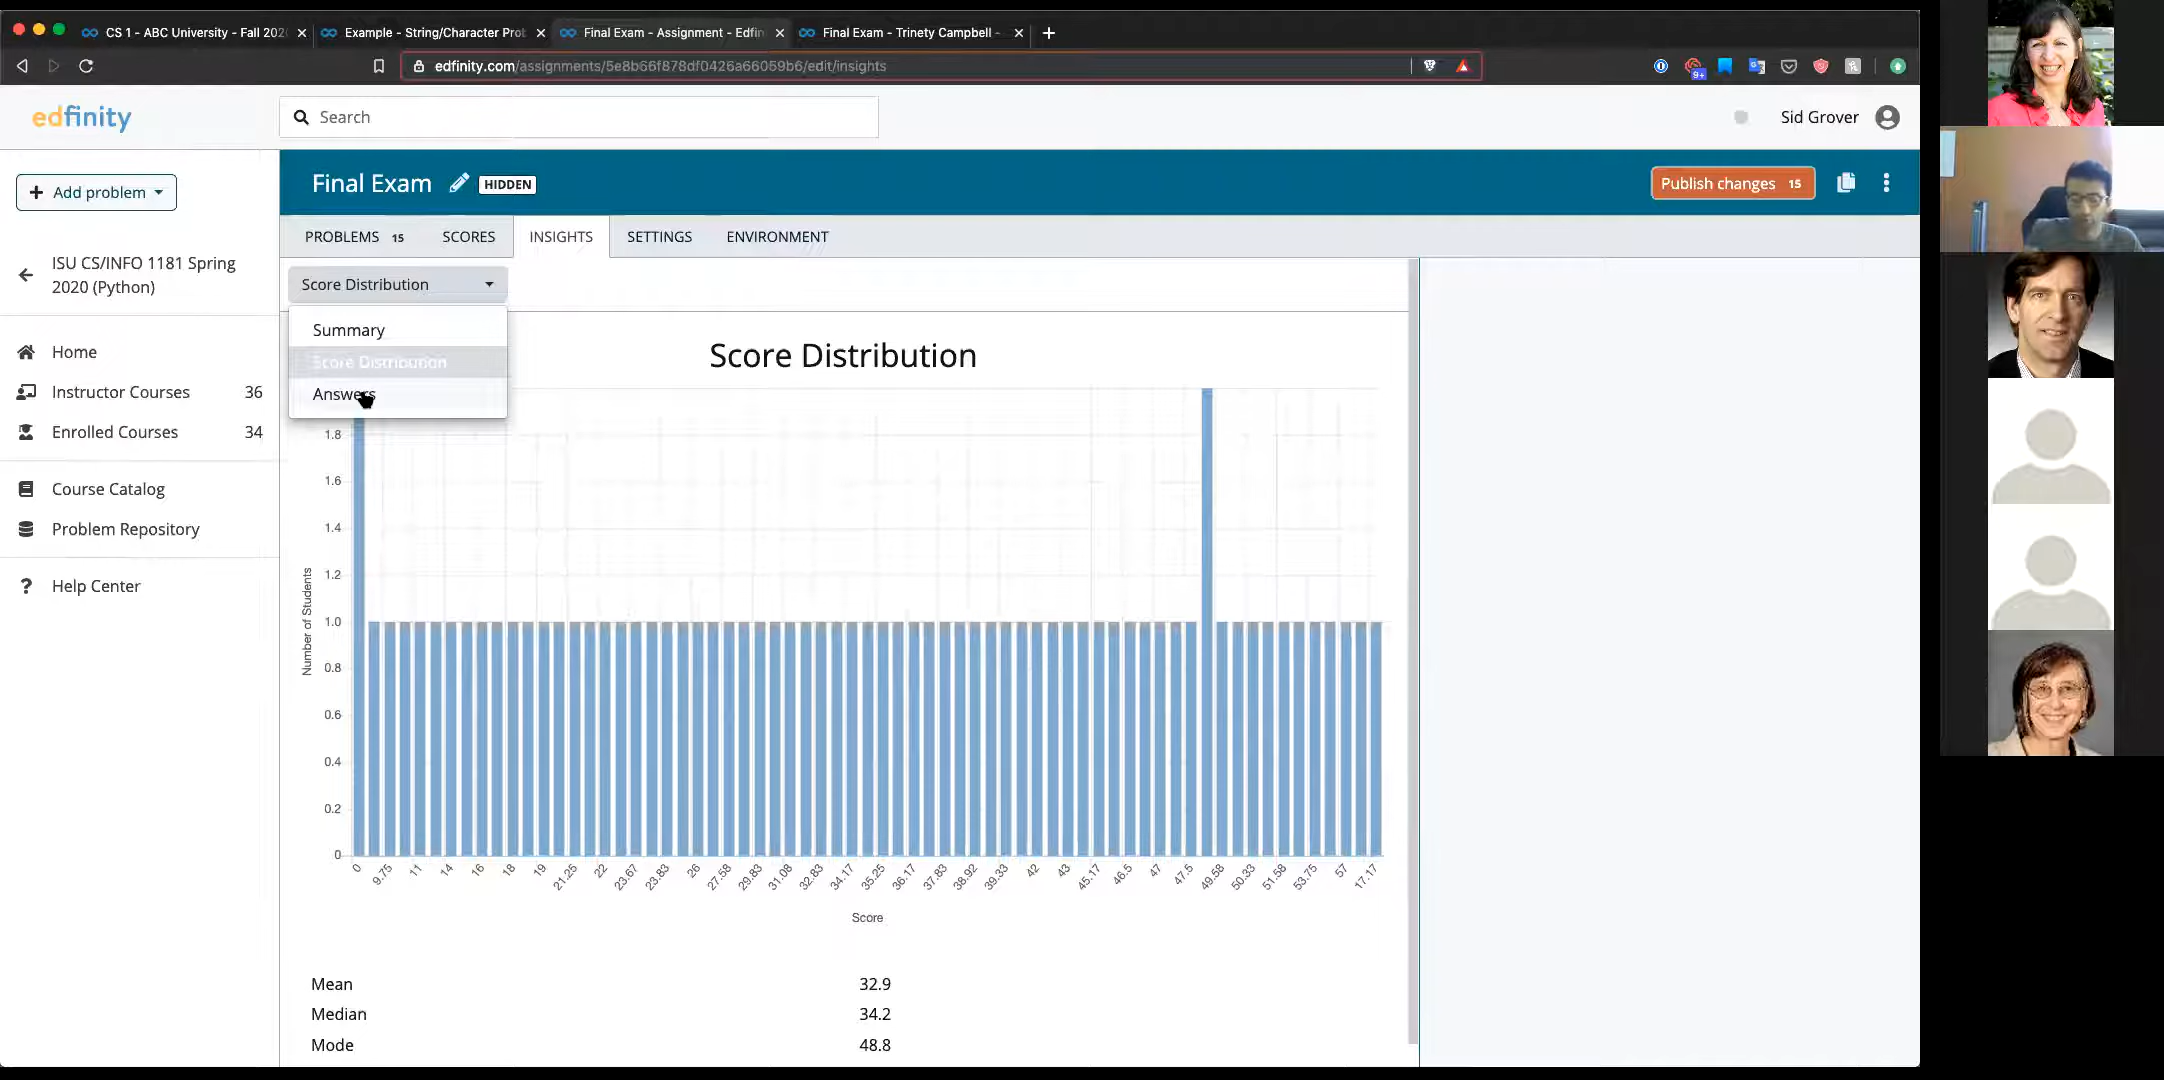 CS 1 - ABC University - Fall 202
Example - String/Character Prob
Final Exam - Assignment - Edfin
Final Exam - Trinety Campbell -
edfinity.com/assignments/5e8b66f878df0426a66059b6/edit/insights
9+
edfinity
Search
Sid Grover
Add problem
Final Exam
HIDDEN
Publish changes 15
PROBLEMS 15
SCORES
INSIGHTS
SETTINGS
ENVIRONMENT
ISU CS/INFO 1181 Spring
2020 (Python)
Home
Instructor Courses 36
Enrolled Courses 34
Course Catalog
Problem Repository
Help Center
Score Distribution
Summary
Score Distribution
Answers
Score Distribution
1.8
1.6
1.4
1.2
1.0
0.8
0.6
0.4
0.2
0
Number of Students
0 9.75 11 14 16 18 19 21.25 22 23.67 23.83 26 27.58 29.83 31.08 32.83 34.17 35.25 36.17 37.83 38.92 39.33 42 43 45.17 46.5 47 47.5 49.58 50.33 51.58 53.75 57 17.17
Score
Mean 32.9
Median 34.2
Mode 48.8